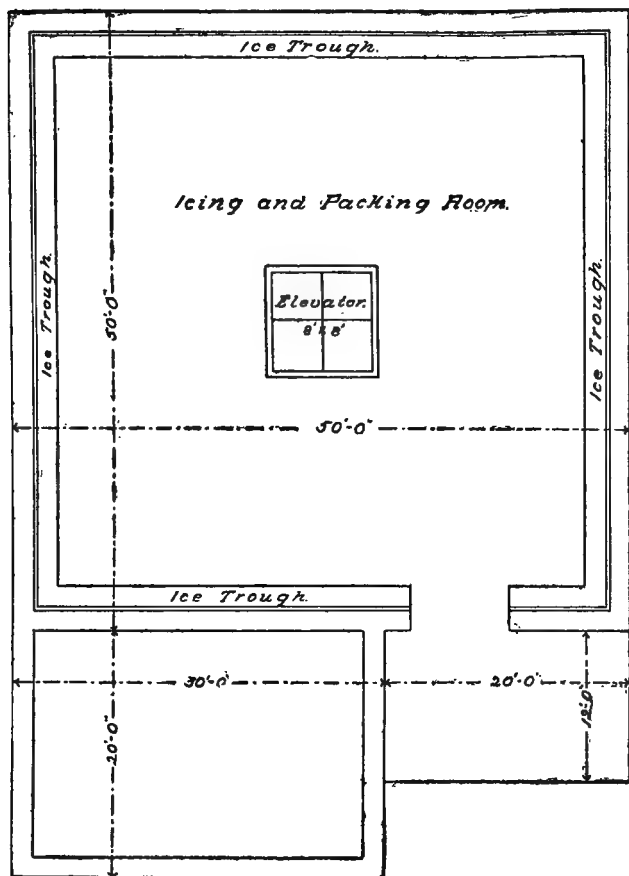 Ice Trough.
Icing and Packing Room.
Elevator.
8' x 8'
Ice Trough.
50'-0"
Ice Trough.
50'-0"
Ice Trough.
30'-0"
20'-0"
12'-0"
20'-0"